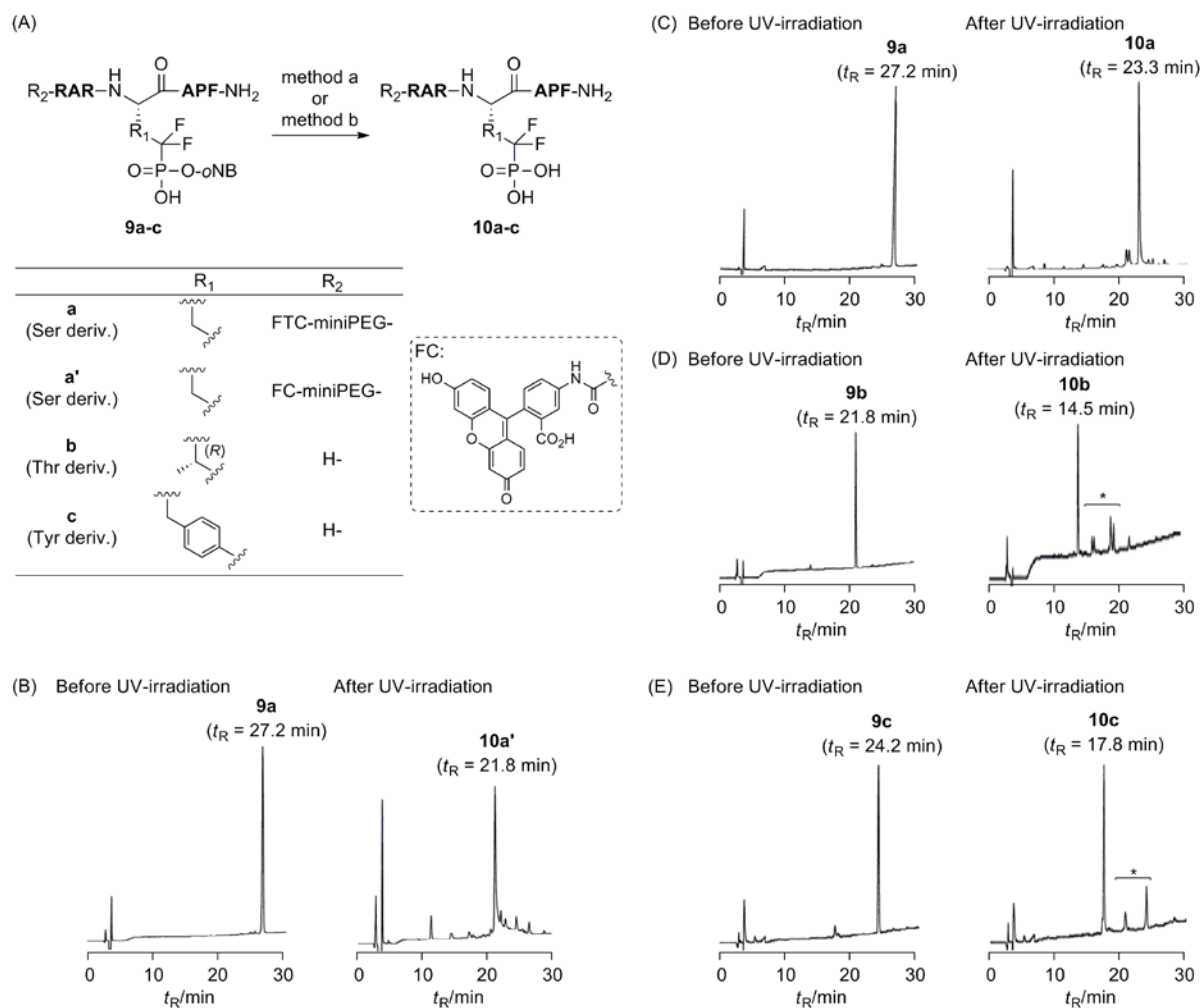 (A)
R2-RAR-N H O APF-NH2
R1 F F
O=P-O-oNB
OH
9a-c
method a
or
method b
R2-RAR-N H O APF-NH2
R1 F F
O=P-OH
OH
10a-c
R1 R2
a
(Ser deriv.) FTC-miniPEG-
a'
(Ser deriv.) FC-miniPEG-
b
(Thr deriv.) (R) H-
c
(Tyr deriv.) H-
FC:
HO O O CO2H NH O
(B) Before UV-irradiation After UV-irradiation
9a
(tR = 27.2 min)
10a'
(tR = 21.8 min)
0 10 20 30
tR/min
0 10 20 30
tR/min
(C) Before UV-irradiation After UV-irradiation
9a
(tR = 27.2 min)
10a
(tR = 23.3 min)
0 10 20 30
tR/min
0 10 20 30
tR/min
(D) Before UV-irradiation After UV-irradiation
9b
(tR = 21.8 min)
10b
(tR = 14.5 min)
*
0 10 20 30
tR/min
0 10 20 30
tR/min
(E) Before UV-irradiation After UV-irradiation
9c
(tR = 24.2 min)
10c
(tR = 17.8 min)
*
0 10 20 30
tR/min
0 10 20 30
tR/min